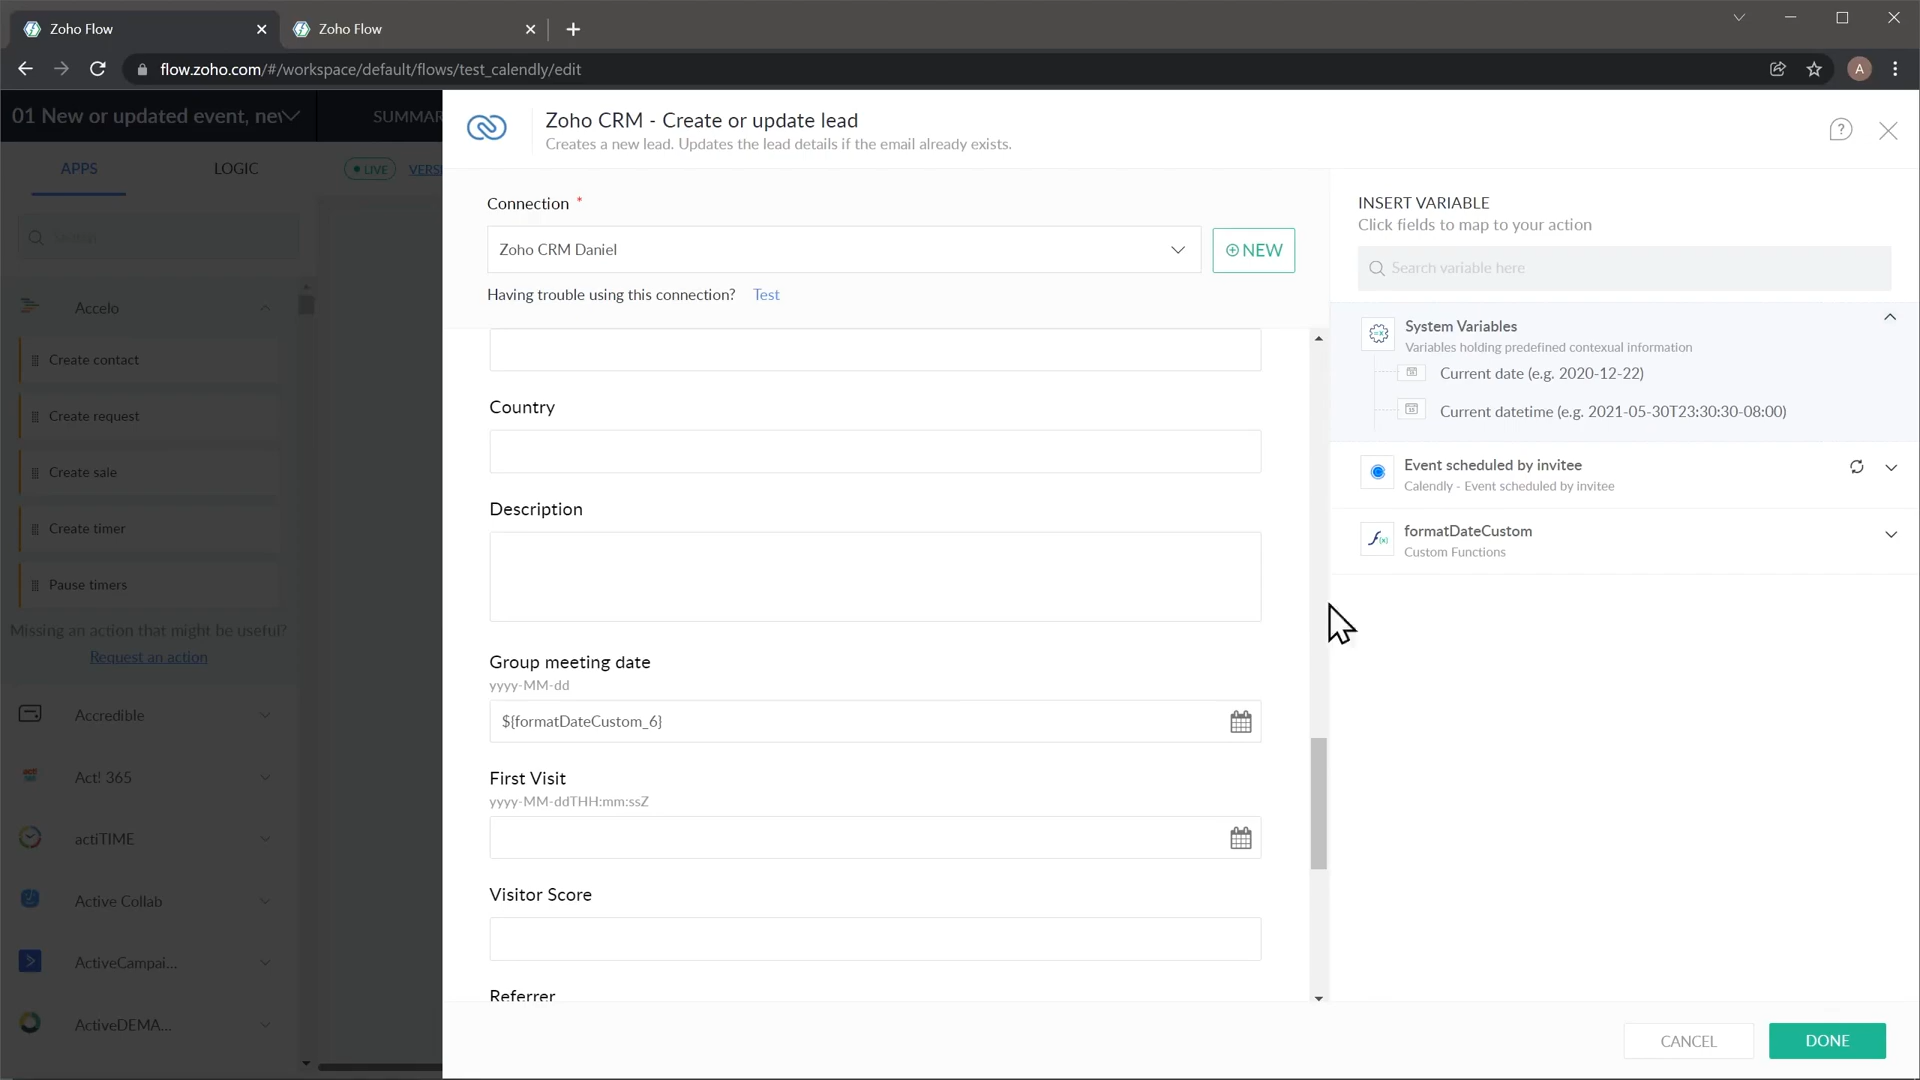 Zoho Flow
Zoho Flow
flow.zoho.com/#/workspace/default/flows/test_calendly/edit
A
01 New or updated event, ne
SUMMAR
APPS
LOGIC
LIVE
VERS
Accelo
Create contact
Create request
Create sale
Create timer
Pause timers
Missing an action that might be useful?
Request an action
Accredible
Act! 365
actiTIME
Active Collab
ActiveCampai...
ActiveDEMA...
Zoho CRM - Create or update lead
Creates a new lead. Updates the lead details if the email already exists.
Connection *
Zoho CRM Daniel
NEW
Having trouble using this connection? Test
Country
Description
Group meeting date
yyyy-MM-dd
${formatDateCustom_6}
First Visit
yyyy-MM-ddTHH:mm:ssZ
Visitor Score
Referrer
INSERT VARIABLE
Click fields to map to your action
Search variable here
System Variables
Variables holding predefined contexual information
Current date (e.g. 2020-12-22)
Current datetime (e.g. 2021-05-30T23:30:30-08:00)
Event scheduled by invitee
Calendly - Event scheduled by invitee
formatDateCustom
Custom Functions
CANCEL
DONE